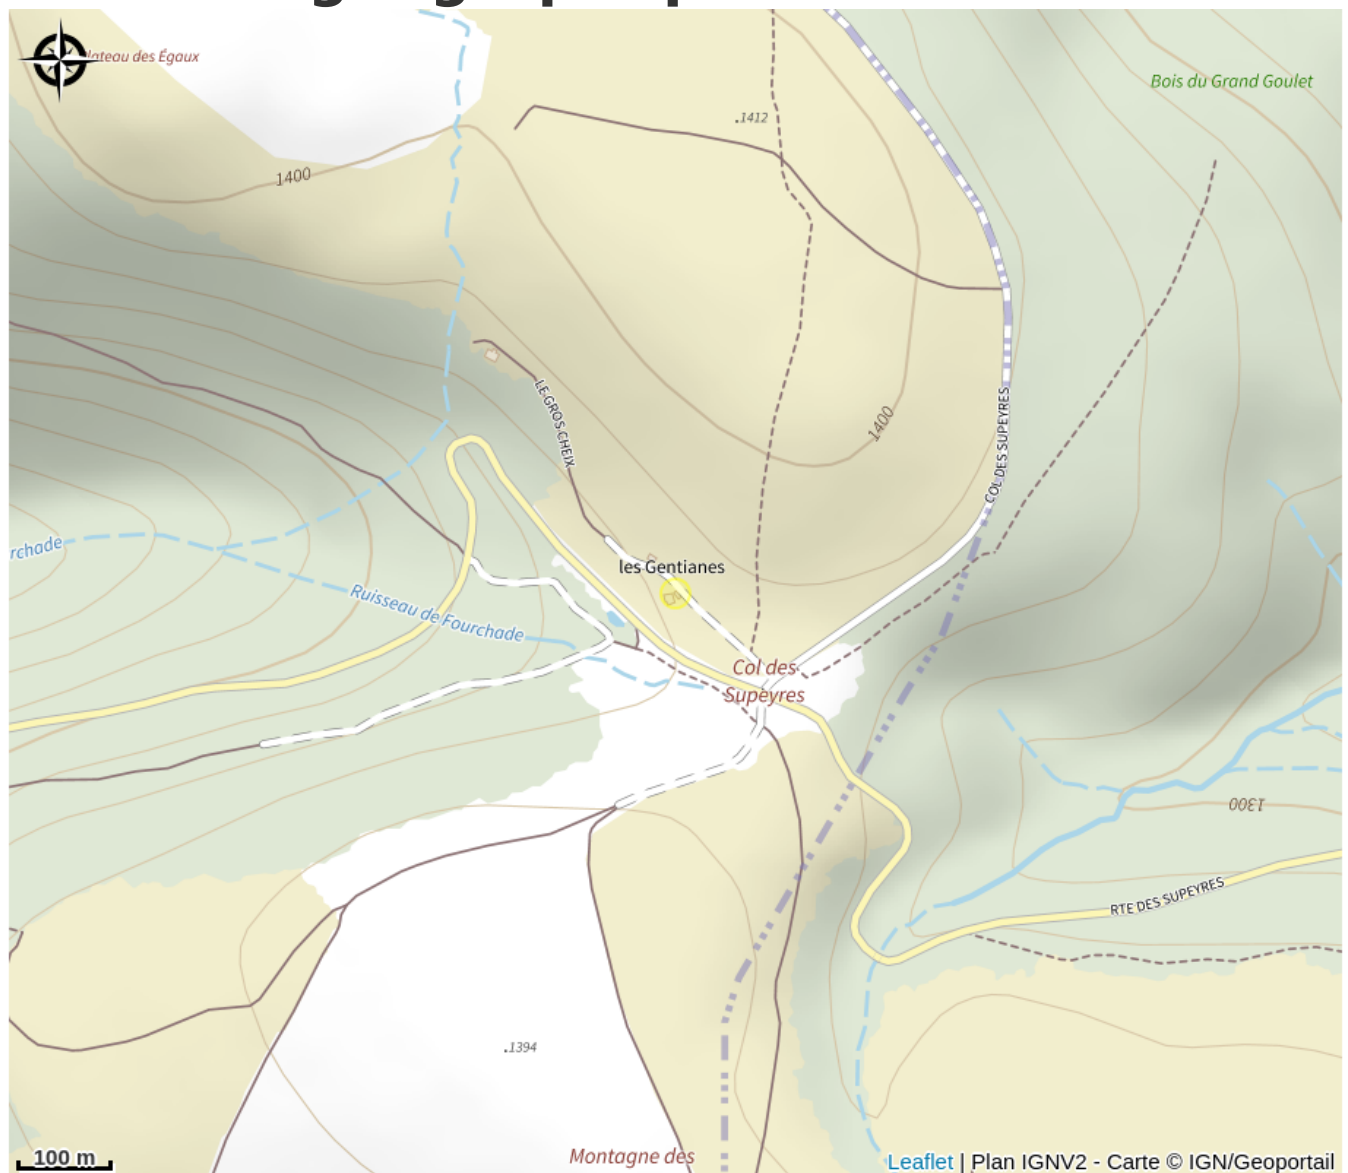 Plateau des Égaux
Bois du Grand Goulet
.1412
1400
LE GROS CHEIX
1400
COL DES SUPEYRES
rchade
les Gentianes
Ruisseau de Fourchade
Col des
Supeyres
1300
RTE DES SUPEYRES
.1394
Montagne des
100 m
Leaflet | Plan IGNV2 - Carte © IGN/Geoportail